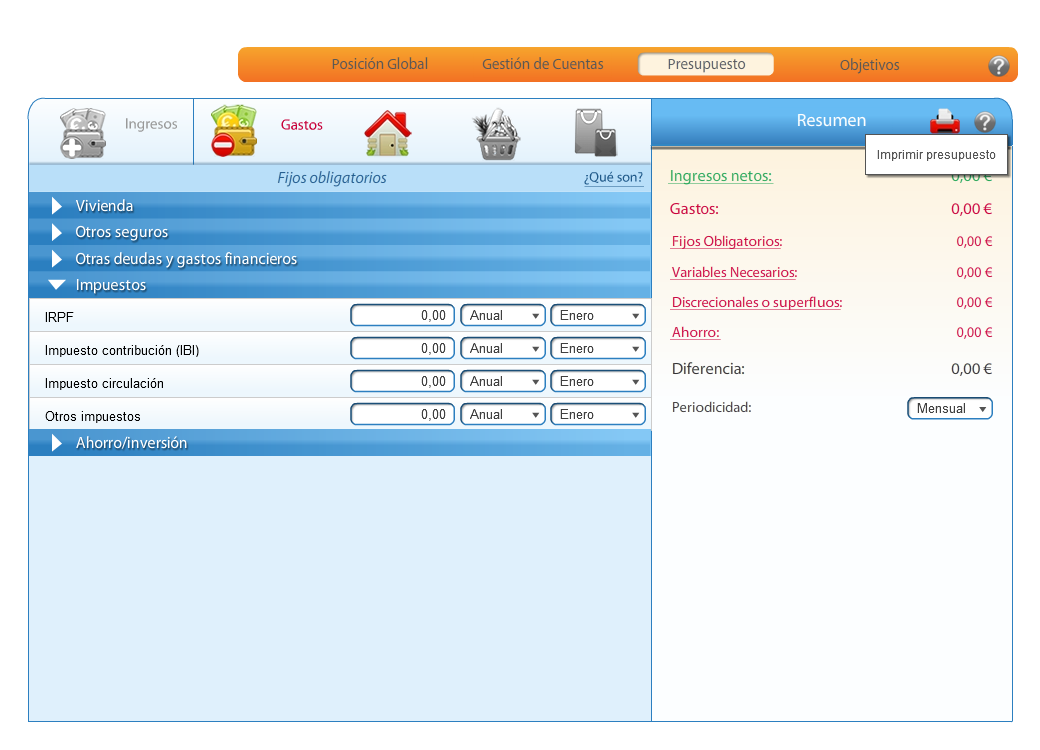 Posición Global Gestión de Cuentas Presupuesto Objetivos ?
Ingresos Gastos
Fijos obligatorios ¿Qué son?
Vivienda
Otros seguros
Otras deudas y gastos financieros
Impuestos
IRPF 0,00 Anual Enero
Impuesto contribución (IBI) 0,00 Anual Enero
Impuesto circulación 0,00 Anual Enero
Otros impuestos 0,00 Anual Enero
Ahorro/inversión
Resumen ?
Imprimir presupuesto
Ingresos netos: 0,00 €
Gastos: 0,00 €
Fijos Obligatorios: 0,00 €
Variables Necesarios: 0,00 €
Discrecionales o superfluos: 0,00 €
Ahorro: 0,00 €
Diferencia: 0,00 €
Periodicidad: Mensual